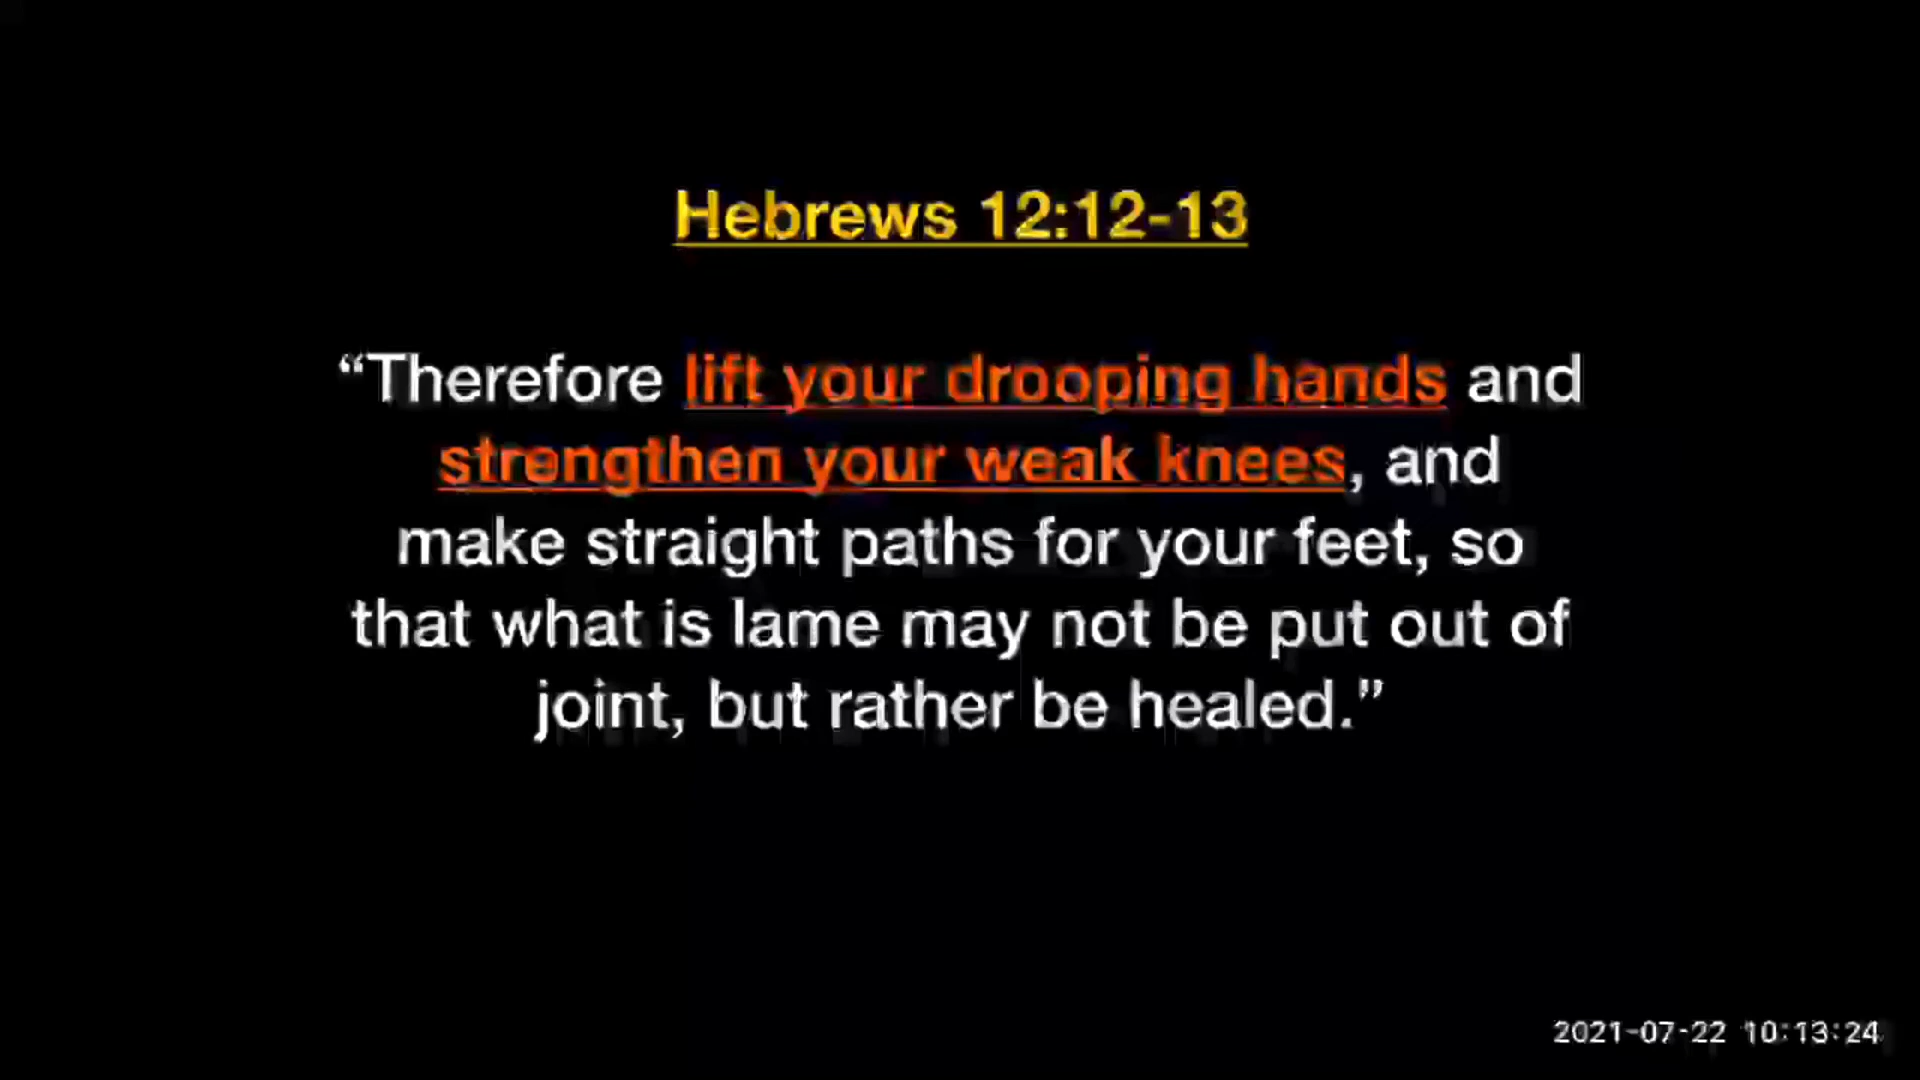 Hebrews 12:12-13
“Therefore lift your drooping hands and
strengthen your weak knees, and
make straight paths for your feet, so
that what is lame may not be put out of
joint, but rather be healed.”
2021-07-22 10:13:24